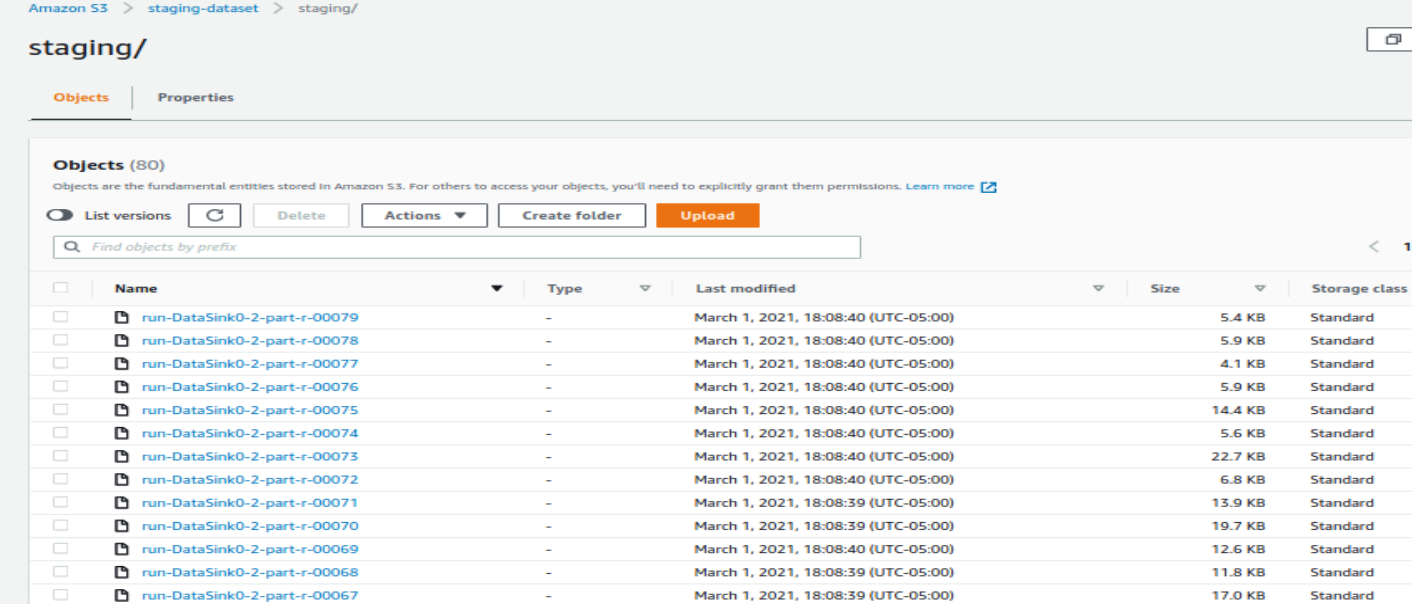 Amazon S3 > staging-dataset > staging/
staging/
Objects Properties
Objects (80)
Objects are the fundamental entities stored in Amazon S3. For others to access your objects, you'll need to explicitly grant them permissions. Learn more
List versions Delete Actions Create folder Upload
Find objects by prefix < 1
Name Type Last modified Size Storage class
run-DataSink0-2-part-r-00079 - March 1, 2021, 18:08:40 (UTC-05:00) 5.4 KB Standard
run-DataSink0-2-part-r-00078 - March 1, 2021, 18:08:40 (UTC-05:00) 5.9 KB Standard
run-DataSink0-2-part-r-00077 - March 1, 2021, 18:08:40 (UTC-05:00) 4.1 KB Standard
run-DataSink0-2-part-r-00076 - March 1, 2021, 18:08:40 (UTC-05:00) 5.9 KB Standard
run-DataSink0-2-part-r-00075 - March 1, 2021, 18:08:40 (UTC-05:00) 14.4 KB Standard
run-DataSink0-2-part-r-00074 - March 1, 2021, 18:08:40 (UTC-05:00) 5.6 KB Standard
run-DataSink0-2-part-r-00073 - March 1, 2021, 18:08:40 (UTC-05:00) 22.7 KB Standard
run-DataSink0-2-part-r-00072 - March 1, 2021, 18:08:40 (UTC-05:00) 6.8 KB Standard
run-DataSink0-2-part-r-00071 - March 1, 2021, 18:08:39 (UTC-05:00) 13.9 KB Standard
run-DataSink0-2-part-r-00070 - March 1, 2021, 18:08:39 (UTC-05:00) 19.7 KB Standard
run-DataSink0-2-part-r-00069 - March 1, 2021, 18:08:40 (UTC-05:00) 12.6 KB Standard
run-DataSink0-2-part-r-00068 - March 1, 2021, 18:08:39 (UTC-05:00) 11.8 KB Standard
run-DataSink0-2-part-r-00067 - March 1, 2021, 18:08:39 (UTC-05:00) 17.0 KB Standard